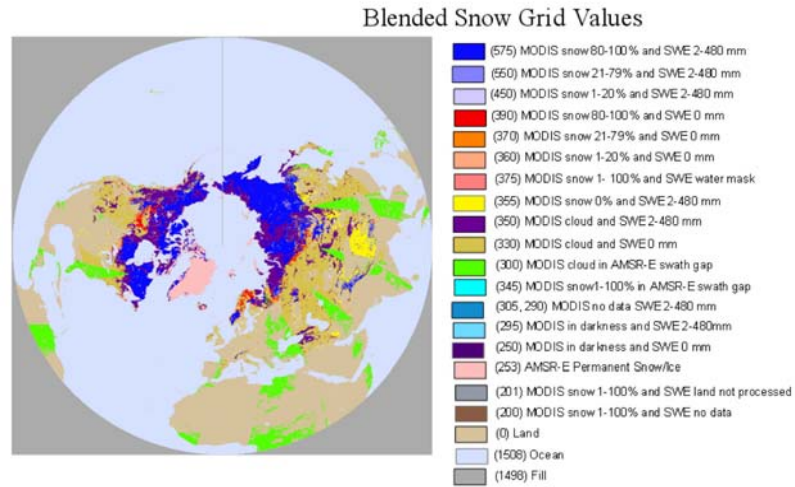 Blended Snow Grid Values
(575) MODIS snow 80-100% and SWE 2-480 mm
(550) MODIS snow 21-79% and SWE 2-480 mm
(450) MODIS snow 1-20% and SWE 2-480 mm
(390) MODIS snow 80-100% and SWE 0 mm
(370) MODIS snow 21-79% and SWE 0 mm
(360) MODIS snow 1-20% and SWE 0 mm
(375) MODIS snow 1- 100% and SWE water mask
(355) MODIS snow 0% and SWE 2-480 mm
(350) MODIS cloud and SWE 2-480 mm
(330) MODIS cloud and SWE 0 mm
(300) MODIS cloud in AMSR-E swath gap
(345) MODIS snow1-100% in AMSR-E swath gap
(305, 290) MODIS no data SWE 2-480 mm
(295) MODIS in darkness and SWE 2-480mm
(250) MODIS in darkness and SWE 0 mm
(253) AMSR-E Permanent Snow/Ice
(201) MODIS snow 1-100% and SWE land not processed
(200) MODIS snow 1-100% and SWE no data
(0) Land
(1508) Ocean
(1498) Fill